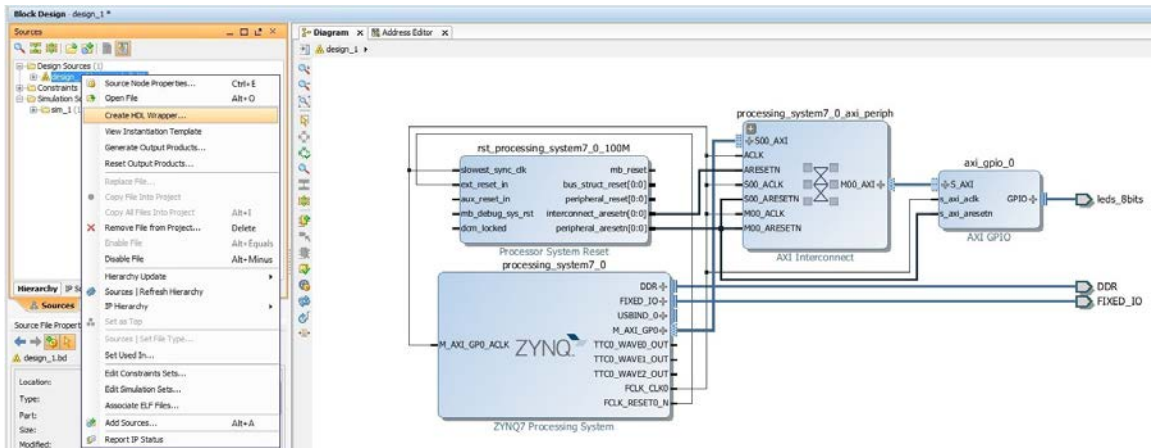 Block Design design_1 *
Sources
Design Sources (1)
design_
Constraints
Simulation So
sim_1 (1
Source Node Properties... Ctrl+E
Open File Alt+O
Create HDL Wrapper...
View Instantiation Template
Generate Output Products...
Reset Output Products...
Replace File...
Copy File Into Project
Copy All Files Into Project Alt+I
Remove File from Project... Delete
Enable File Alt+Equals
Disable File Alt+Minus
Hierarchy Update
Sources | Refresh Hierarchy
IP Hierarchy
Set as Top
Sources | Set File Type...
Set Used In...
Edit Constraints Sets...
Edit Simulation Sets...
Associate ELF Files...
Add Sources... Alt+A
Report IP Status
Hierarchy IP So
Sources
Source File Propert
design_1.bd
Location:
Type:
Part:
Size:
Modified:
Diagram Address Editor
design_1
rst_processing_system7_0_100M
slowest_sync_clk
ext_reset_in
aux_reset_in
mb_debug_sys_rst
dcm_locked
mb_reset
bus_struct_reset[0:0]
peripheral_reset[0:0]
interconnect_aresetn[0:0]
peripheral_aresetn[0:0]
Processor System Reset
processing_system7_0_axi_periph
S00_AXI
ACLK
ARESETN
S00_ACLK
S00_ARESETN
M00_ACLK
M00_ARESETN
M00_AXI
AXI Interconnect
axi_gpio_0
S_AXI
s_axi_aclk
s_axi_aresetn
GPIO
AXI GPIO
leds_8bits
processing_system7_0
M_AXI_GP0_ACLK
ZYNQ
DDR
FIXED_IO
USBIND_0
M_AXI_GP0
TTC0_WAVE0_OUT
TTC0_WAVE1_OUT
TTC0_WAVE2_OUT
FCLK_CLK0
FCLK_RESET0_N
ZYNQ7 Processing System
DDR
FIXED_IO